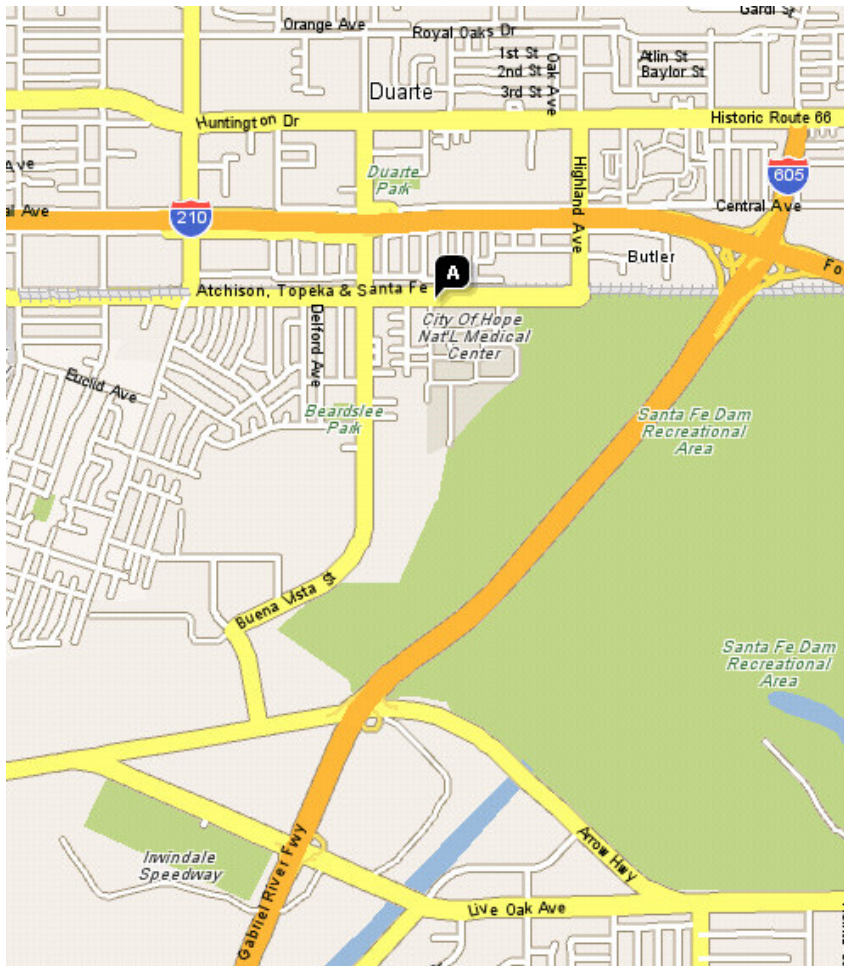 Gardi St
Orange Ave
Royal Oaks Dr
1st St
Oak Ave
Atlin St
2nd St
Baylor St
3rd St
Duarte
Huntington Dr
Historic Route 66
Ave
Duarte
Park
Highland Ave
605
al Ave
210
Central Ave
Butler
Fo
A
Atchison, Topeka & Santa Fe
City Of Hope
Nat'L Medical
Center
Delford Ave
Euclid Ave
Beardslee
Park
Santa Fe Dam
Recreational
Area
Buena Vista St
Santa Fe Dam
Recreational
Area
Irwindale
Speedway
Gabriel River Fwy
Arrow Hwy
Live Oak Ave